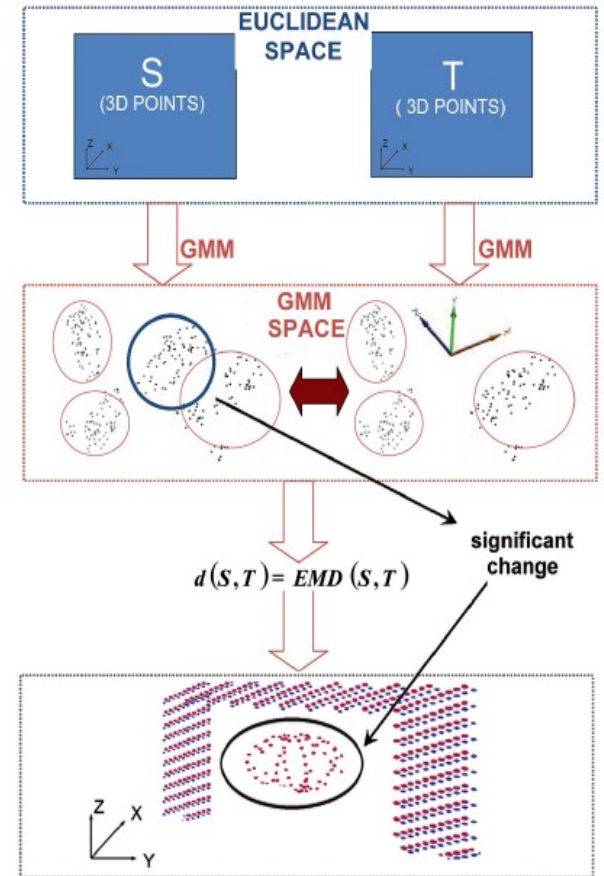 EUCLIDEAN
SPACE
S
(3D POINTS)
Z
X
Y
T
( 3D POINTS)
Z
X
Y
GMM
GMM
GMM
SPACE
Z
Y
X
significant
change
d(S,T)= EMD (S,T)
Z
X
Y